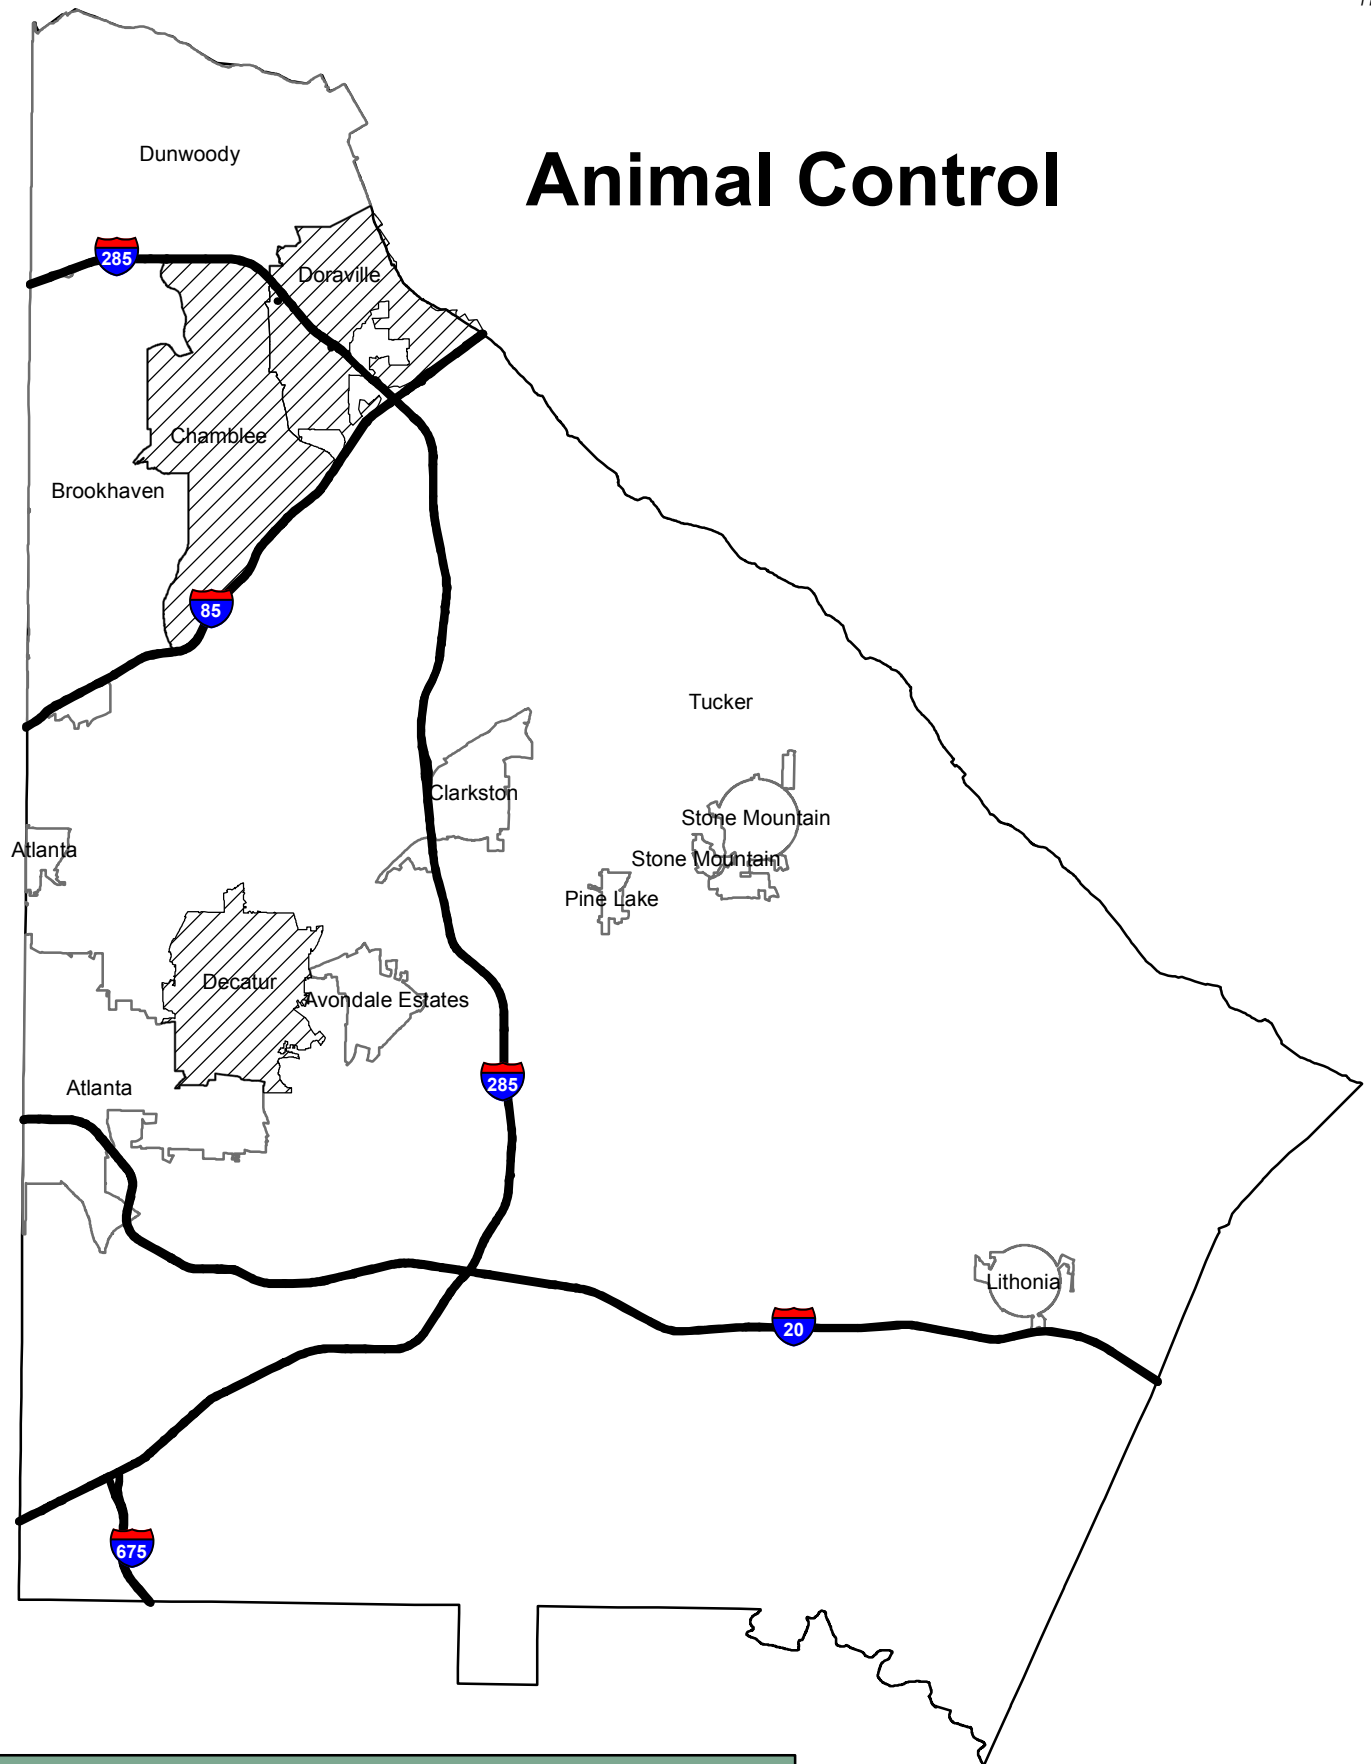 Dunwoody
Animal Control
285
Doraville
Chamblee
Brookhaven
85
Tucker
Clarkston
Stone Mountain
Atlanta
Stone Mountain
Pine Lake
Decatur
Avondale Estates
285
Atlanta
Lithonia
20
675